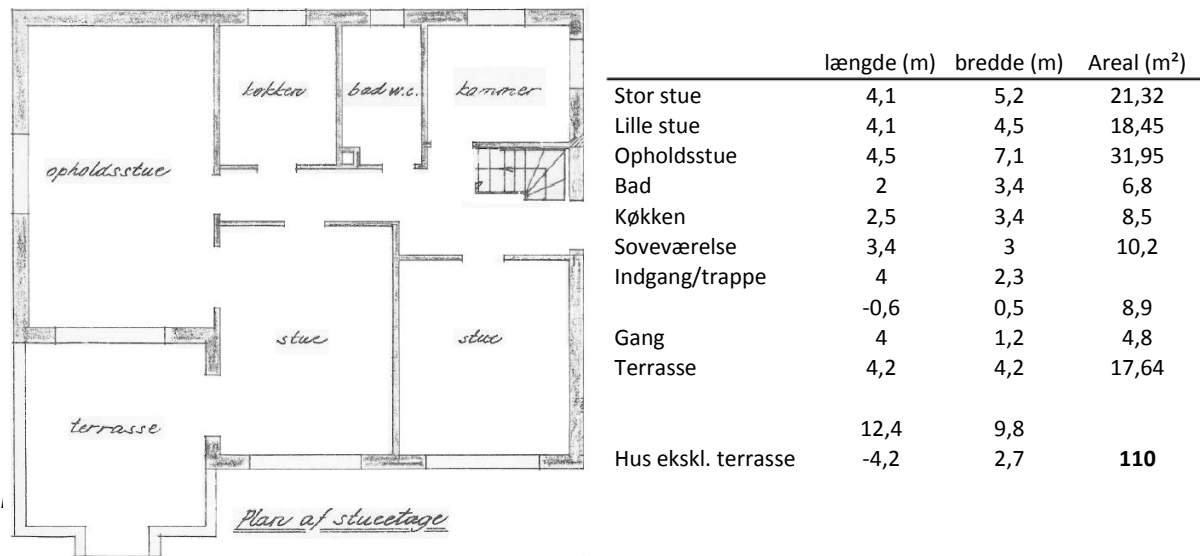 køkken
bad w.c.
kammer
opholdsstue
stue
stue
terrasse
Plan af stueetage
længde (m) bredde (m) Areal (m²)
Stor stue 4,1 5,2 21,32
Lille stue 4,1 4,5 18,45
Opholdsstue 4,5 7,1 31,95
Bad 2 3,4 6,8
Køkken 2,5 3,4 8,5
Soveværelse 3,4 3 10,2
Indgang/trappe 4 2,3
-0,6 0,5 8,9
Gang 4 1,2 4,8
Terrasse 4,2 4,2 17,64
12,4 9,8
Hus ekskl. terrasse -4,2 2,7 110